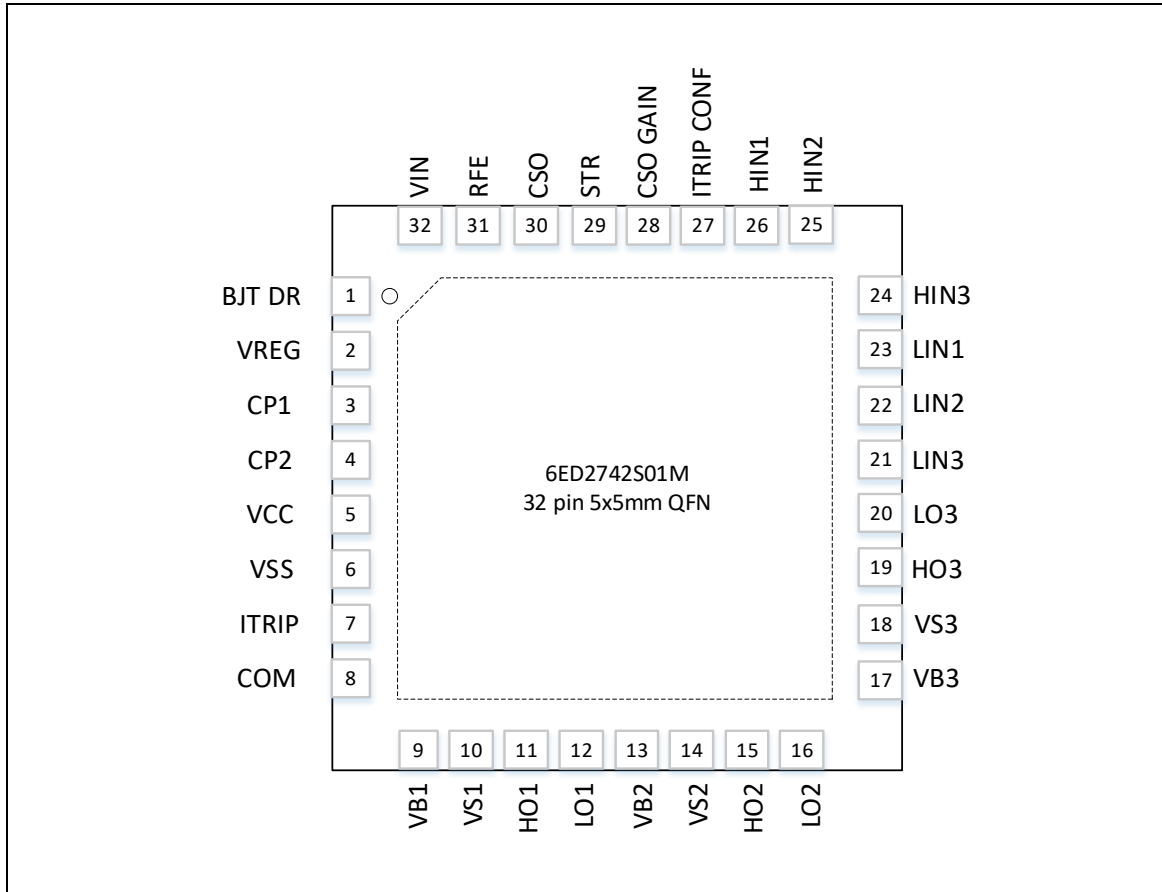 VIN
RFE
CSO
STR
CSO GAIN
ITRIP CONF
HIN1
HIN2
32 31 30 29 28 27 26 25
BJT DR 1
24 HIN3
VREG 2
23 LIN1
CP1 3
22 LIN2
CP2 4
21 LIN3
6ED2742S01M
32 pin 5x5mm QFN
VCC 5
20 LO3
VSS 6
19 HO3
ITRIP 7
18 VS3
COM 8
17 VB3
9 10 11 12 13 14 15 16
VB1
VS1
HO1
LO1
VB2
VS2
HO2
LO2